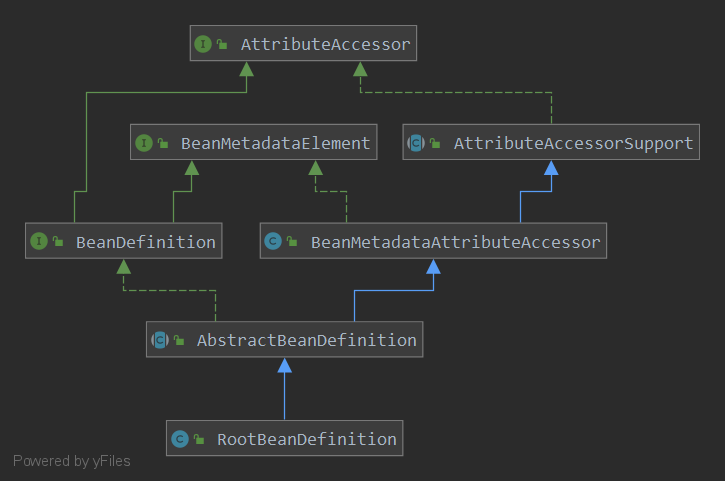 I AttributeAccessor
I BeanMetadataElement
C AttributeAccessorSupport
I BeanDefinition
C BeanMetadataAttributeAccessor
C AbstractBeanDefinition
C RootBeanDefinition
Powered by yFiles